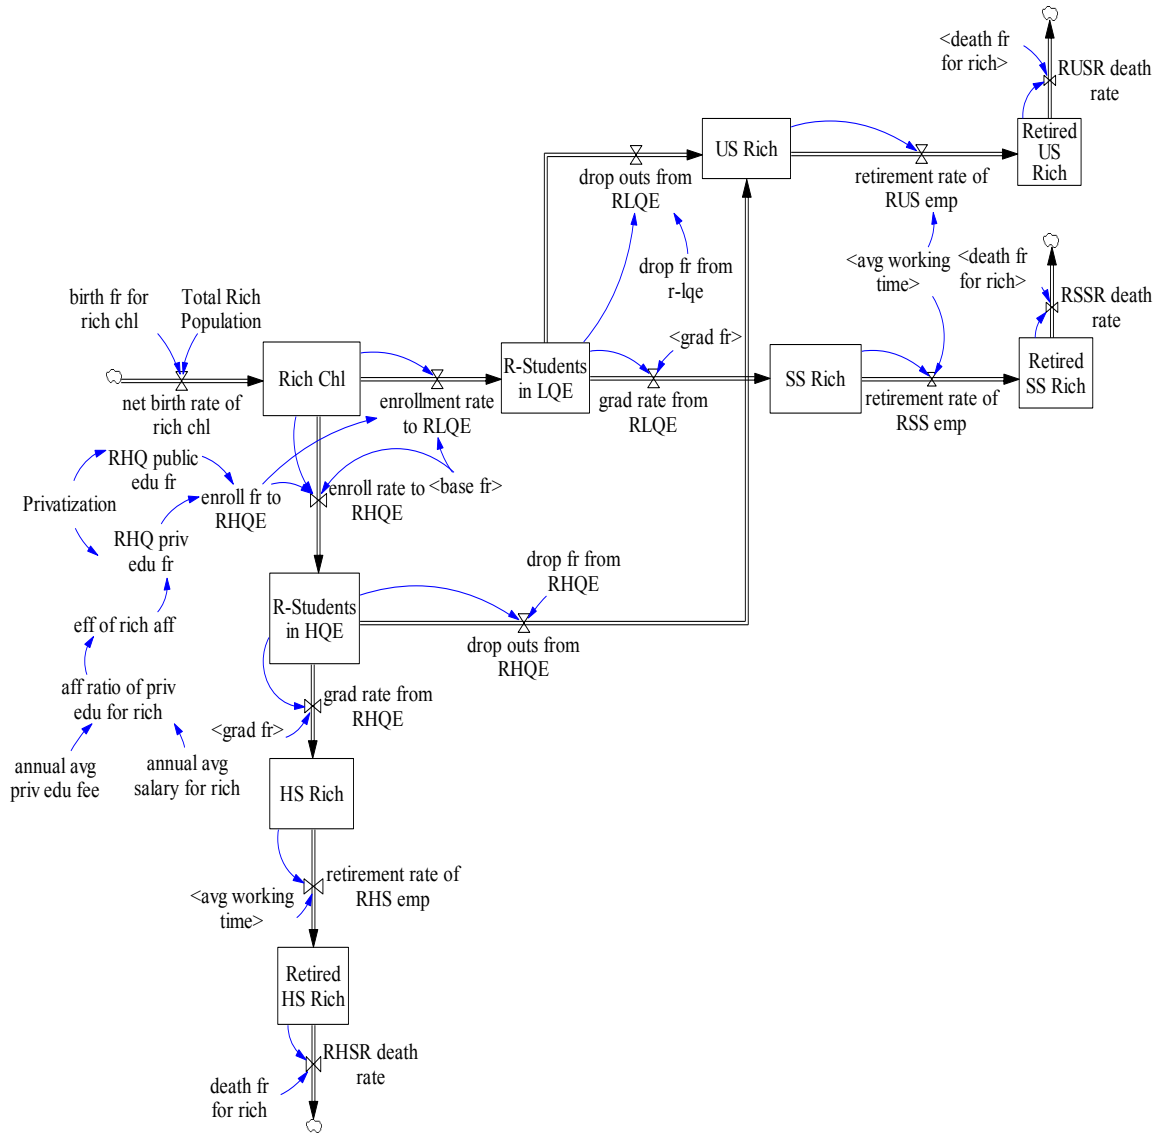 <death fr
for rich>
RUSR death
rate
US Rich
Retired
US
Rich
drop outs from
RLQE
retirement rate of
RUS emp
drop fr from
r-lqe
<avg working
time>
<death fr
for rich>
RSSR death
rate
birth fr for
rich chl
Total Rich
Population
<grad fr>
Rich Chl
R-Students
in LQE
SS Rich
Retired
SS Rich
net birth rate of
rich chl
enrollment rate
to RLQE
grad rate from
RLQE
retirement rate of
RSS emp
RHQ public
edu fr
Privatization
enroll fr to
RHQE
enroll rate to
RHQE
<base fr>
RHQ priv
edu fr
drop fr from
RHQE
R-Students
in HQE
eff of rich aff
drop outs from
RHQE
aff ratio of priv
edu for rich
grad rate from
RHQE
<grad fr>
annual avg
priv edu fee
annual avg
salary for rich
HS Rich
retirement rate of
RHS emp
<avg working
time>
Retired
HS Rich
RHSR death
rate
death fr
for rich